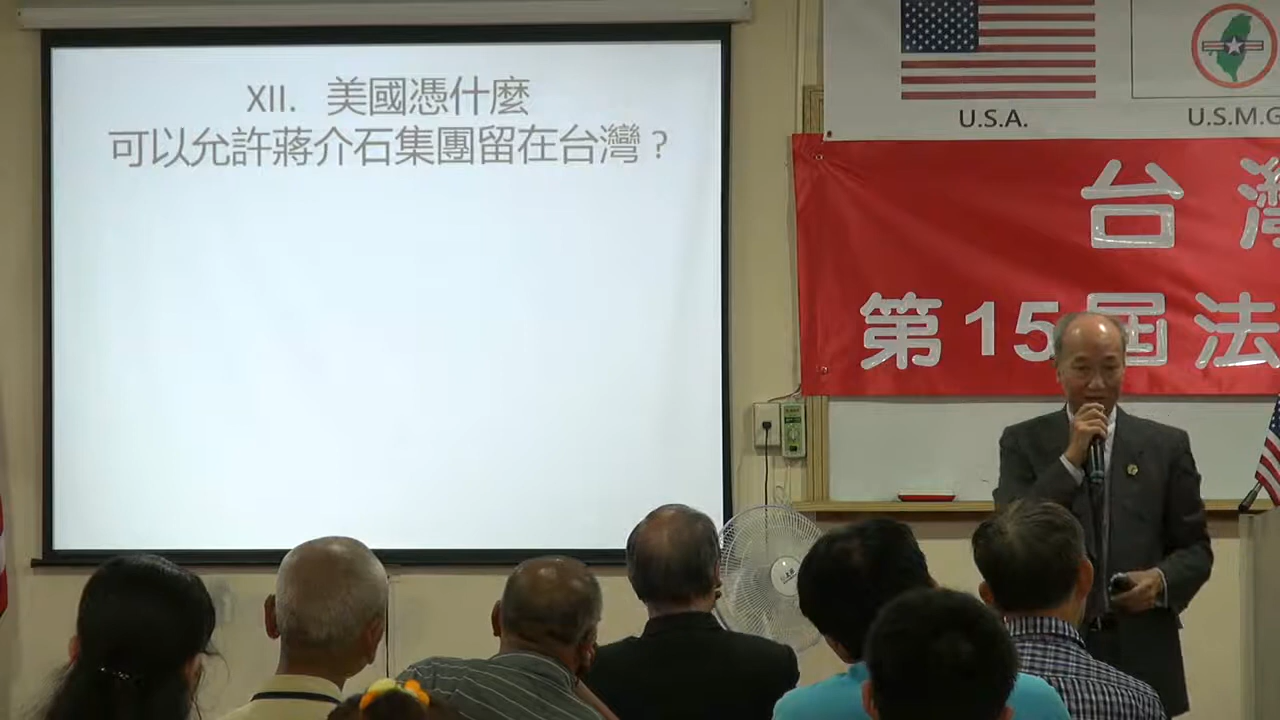 XII. 美國憑什麼
可以允許蔣介石集團留在台灣？
U.S.A.
U.S.M.G
台灣
第15屆法